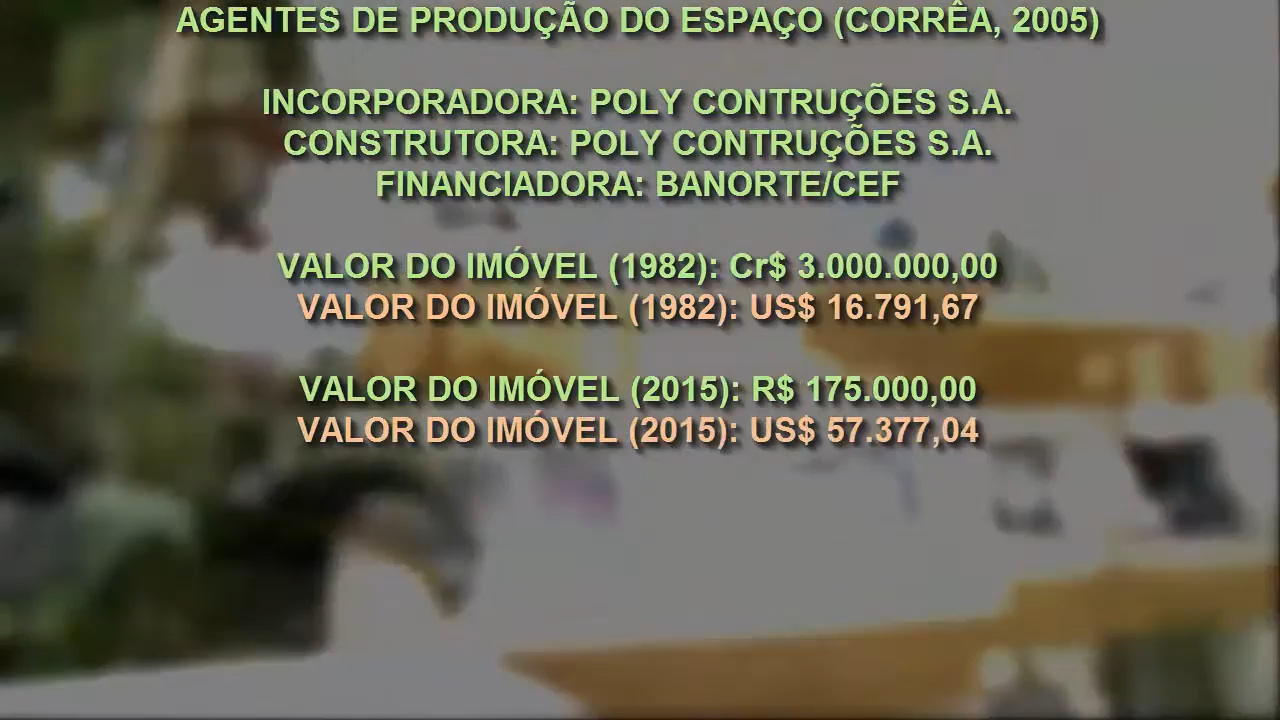 AGENTES DE PRODUÇÃO DO ESPAÇO (CORRÊA, 2005)
INCORPORADORA: POLY CONTRUÇÕES S.A.
CONSTRUTORA: POLY CONTRUÇÕES S.A.
FINANCIADORA: BANORTE/CEF
VALOR DO IMÓVEL (1982): Cr$ 3.000.000,00
VALOR DO IMÓVEL (1982): US$ 16.791,67
VALOR DO IMÓVEL (2015): R$ 175.000,00
VALOR DO IMÓVEL (2015): US$ 57.377,04